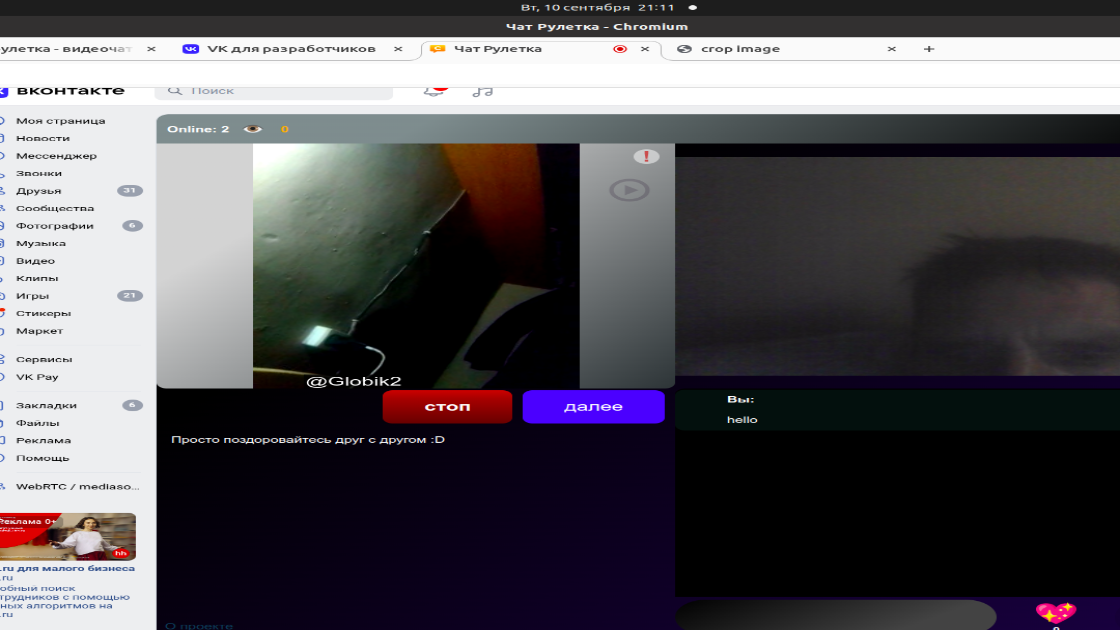 Вт, 10 сентября 21:11
Чат Рулетка - Chromium
улетка - видеочат
VK для разработчиков
Чат Рулетка
crop image
вконтакте
Поиск
Моя страница
Новости
Мессенджер
Звонки
Друзья 31
Сообщества
Фотографии 6
Музыка
Видео
Клипы
Игры 21
Стикеры
Маркет
Сервисы
VK Pay
Закладки 6
Файлы
Реклама
Помощь
WebRTC / mediaso...
Реклама 0+
hh
.ru для малого бизнеса
.ru
обный поиск
трудников с помощью
ных алгоритмов на
.ru
Online: 2 0
@Globik2
стоп
далее
Просто поздоровайтесь друг с другом :D
О проекте
Вы:
hello